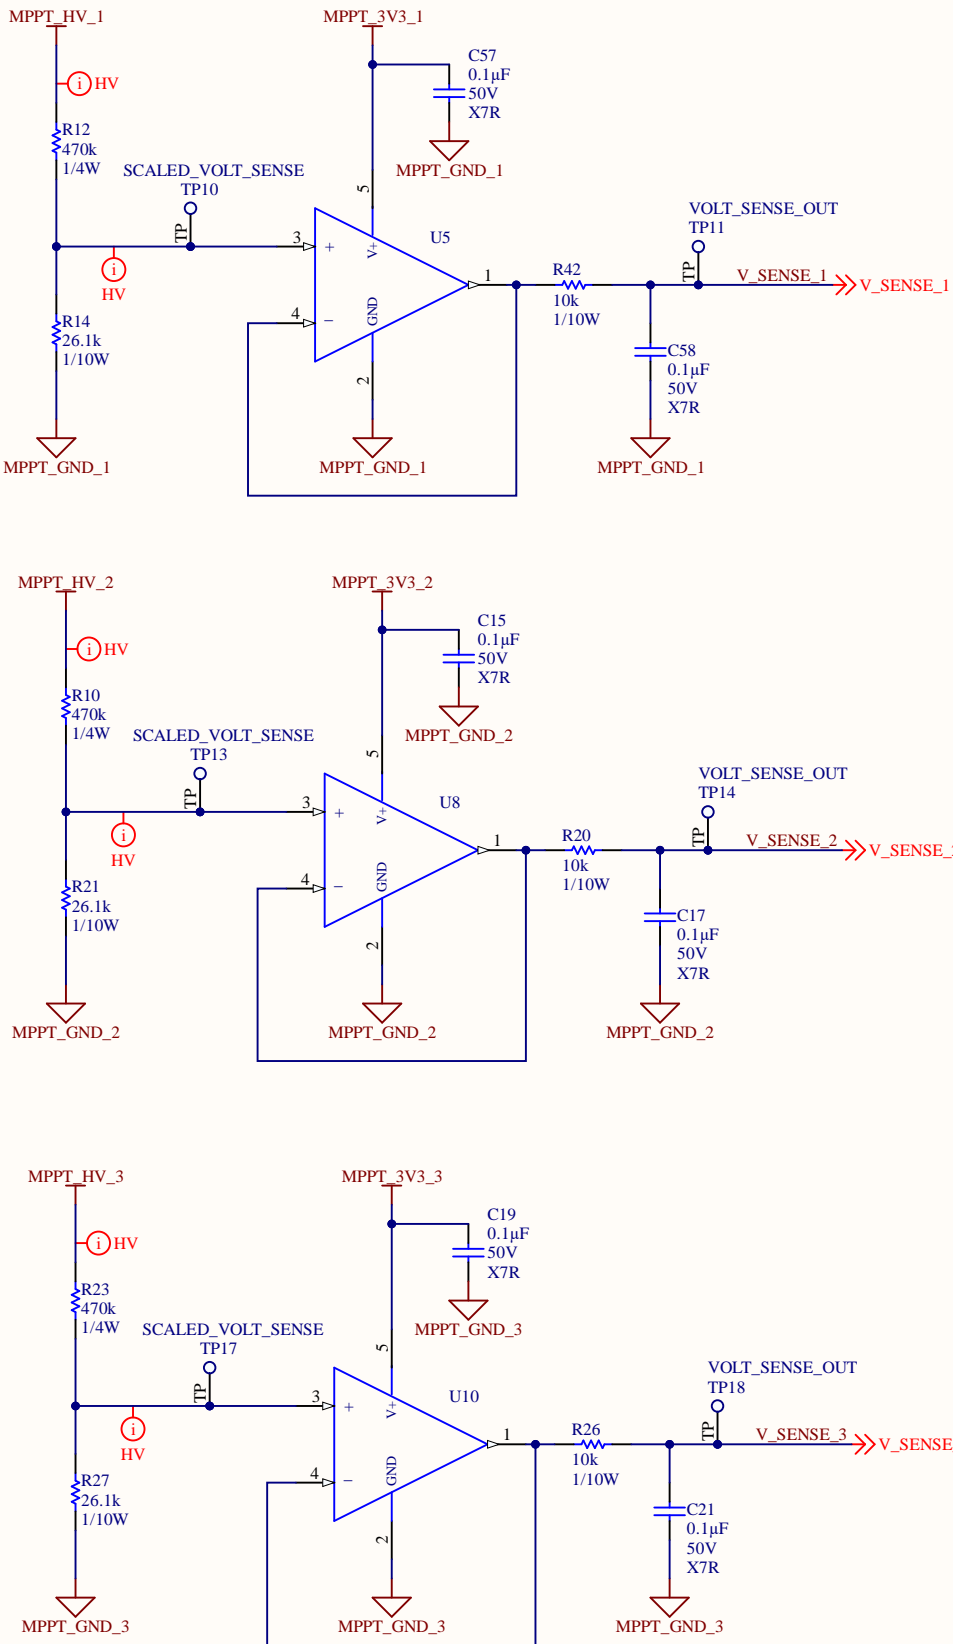 MPPT_HV_1
MPPT_3V3_1
i HV
C57
0.1µF
50V
X7R
MPPT_GND_1
R12
470k
1/4W
SCALED_VOLT_SENSE
TP10
TP
i
HV
5
3
+
V+
U5
1
4
−
GND
2
R14
26.1k
1/10W
MPPT_GND_1
MPPT_GND_1
R42
10k
1/10W
VOLT_SENSE_OUT
TP11
TP
V_SENSE_1
V_SENSE_1
C58
0.1µF
50V
X7R
MPPT_GND_1
MPPT_HV_2
MPPT_3V3_2
i HV
C15
0.1µF
50V
X7R
MPPT_GND_2
R10
470k
1/4W
SCALED_VOLT_SENSE
TP13
TP
i
HV
5
3
+
V+
U8
1
4
−
GND
2
R21
26.1k
1/10W
MPPT_GND_2
MPPT_GND_2
R20
10k
1/10W
VOLT_SENSE_OUT
TP14
TP
V_SENSE_2
V_SENSE_
C17
0.1µF
50V
X7R
MPPT_GND_2
MPPT_HV_3
MPPT_3V3_3
i HV
C19
0.1µF
50V
X7R
MPPT_GND_3
R23
470k
1/4W
SCALED_VOLT_SENSE
TP17
TP
i
HV
5
3
+
V+
U10
1
4
−
GND
2
R27
26.1k
1/10W
MPPT_GND_3
MPPT_GND_3
R26
10k
1/10W
VOLT_SENSE_OUT
TP18
TP
V_SENSE_3
V_SENSE_
C21
0.1µF
50V
X7R
MPPT_GND_3